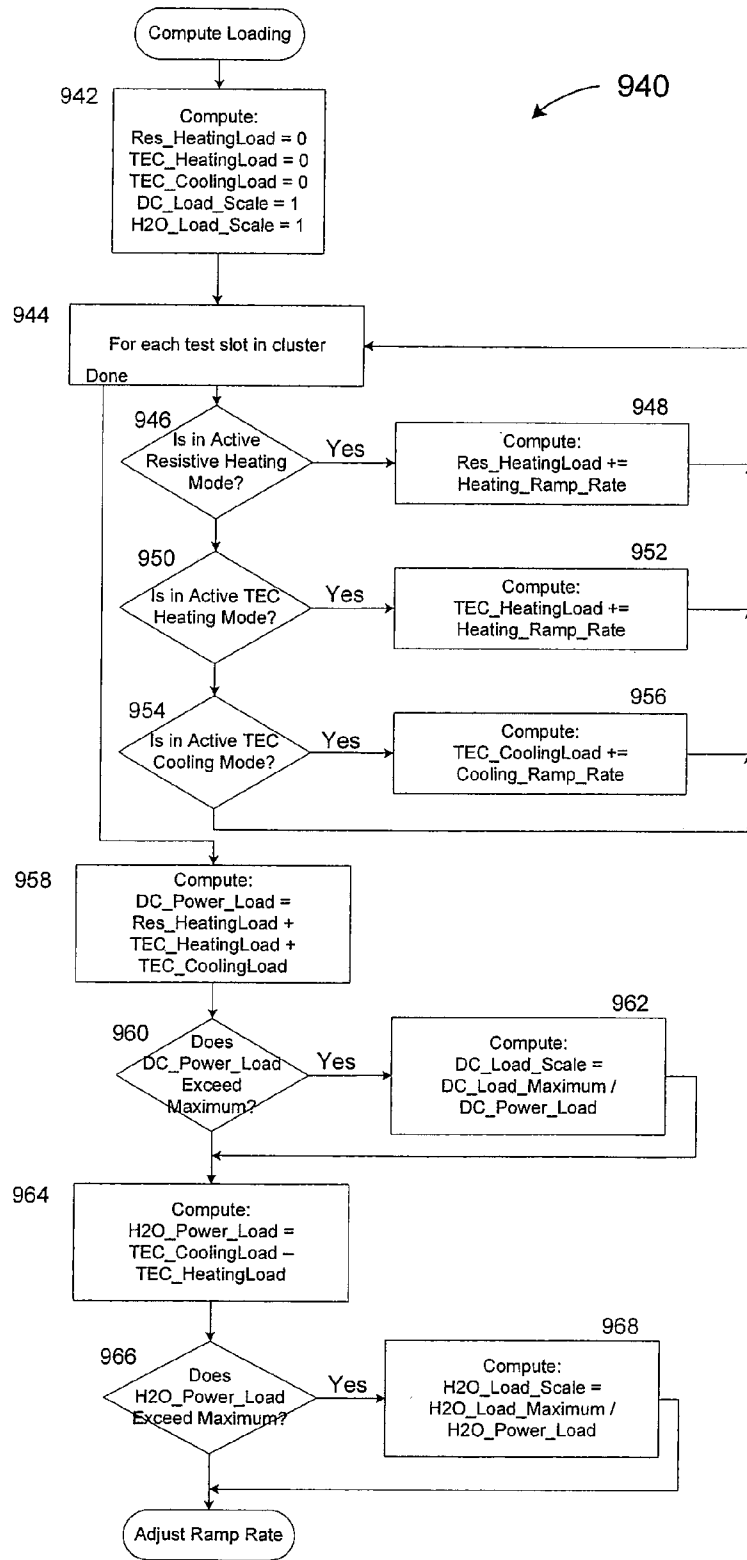 Compute Loading
940
942
Compute:
Res_HeatingLoad = 0
TEC_HeatingLoad = 0
TEC_CoolingLoad = 0
DC_Load_Scale = 1
H2O_Load_Scale = 1
944
For each test slot in cluster
Done
946
Is in Active
Resistive Heating
Mode?
Yes
948
Compute:
Res_HeatingLoad +=
Heating_Ramp_Rate
950
Is in Active TEC
Heating Mode?
Yes
952
Compute:
TEC_HeatingLoad +=
Heating_Ramp_Rate
954
Is in Active TEC
Cooling Mode?
Yes
956
Compute:
TEC_CoolingLoad +=
Cooling_Ramp_Rate
958
Compute:
DC_Power_Load =
Res_HeatingLoad +
TEC_HeatingLoad +
TEC_CoolingLoad
960
Does
DC_Power_Load
Exceed
Maximum?
Yes
962
Compute:
DC_Load_Scale =
DC_Load_Maximum /
DC_Power_Load
964
Compute:
H2O_Power_Load =
TEC_CoolingLoad –
TEC_HeatingLoad
966
Does
H2O_Power_Load
Exceed Maximum?
Yes
968
Compute:
H2O_Load_Scale =
H2O_Load_Maximum /
H2O_Power_Load
Adjust Ramp Rate